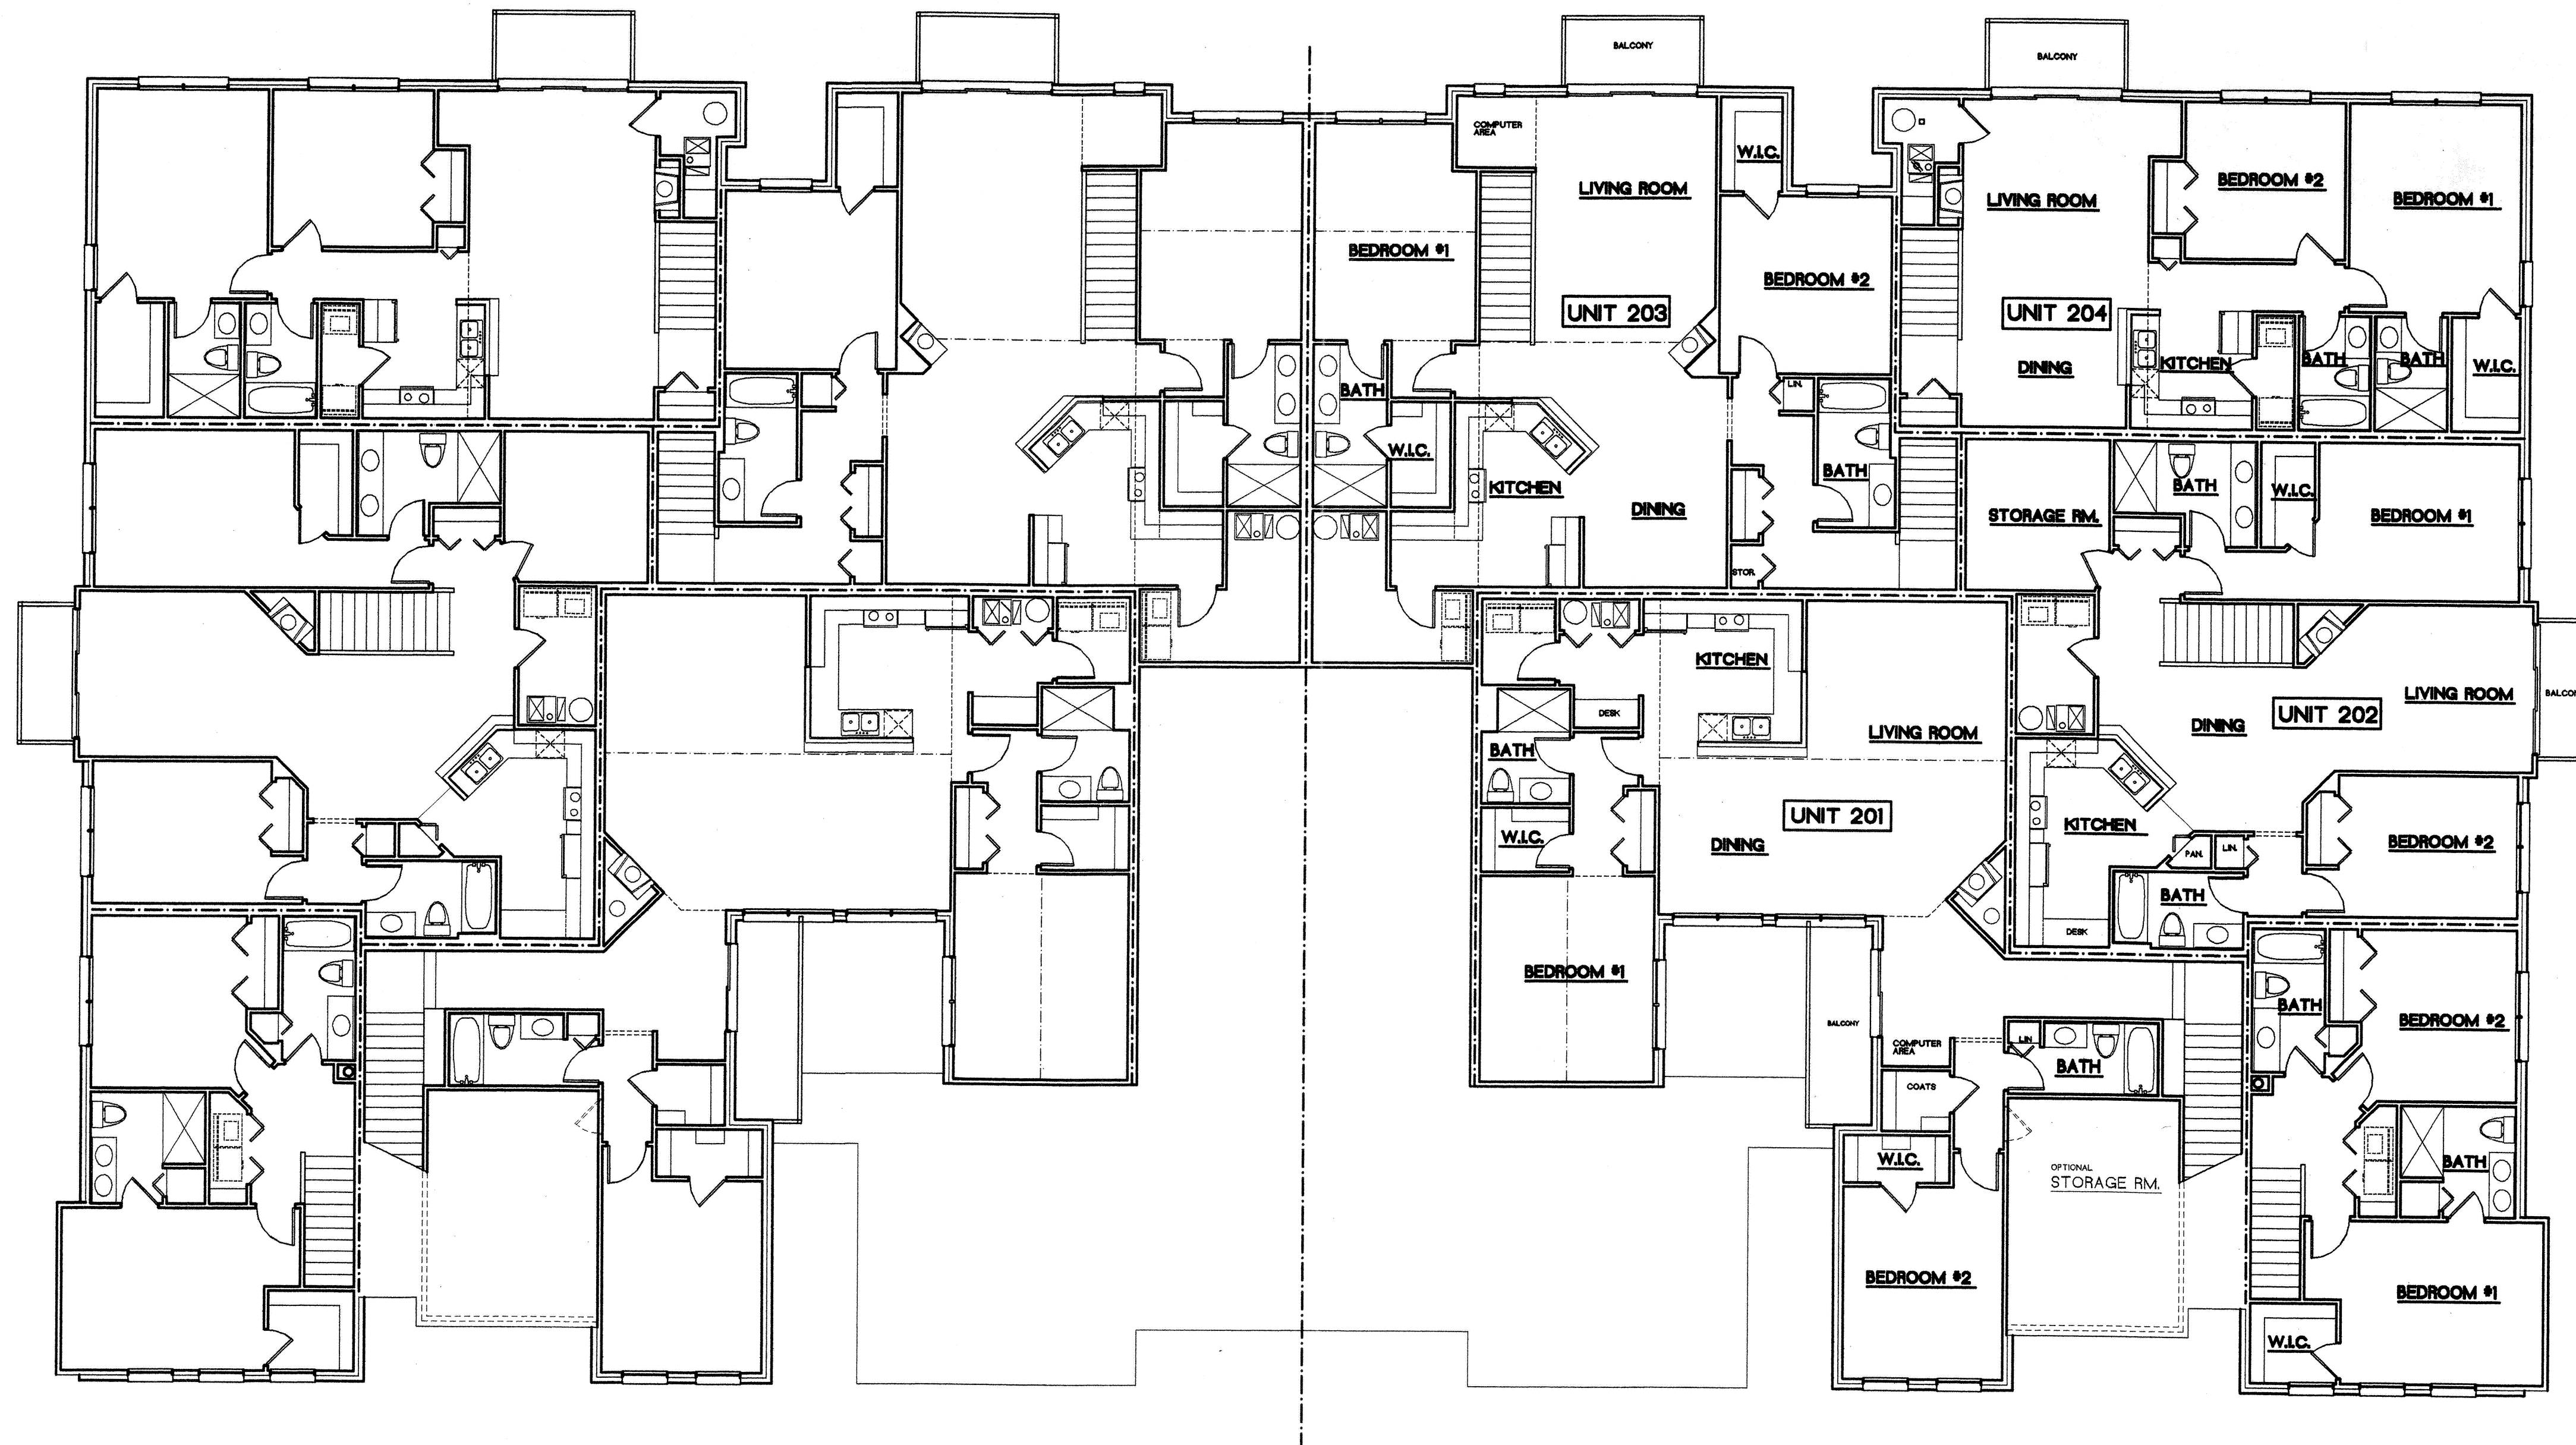 BALCONY
BALCONY
COMPUTER
AREA
W.I.C.
LIVING ROOM
BEDROOM #1
UNIT 203
BEDROOM #2
BATH
LIN.
W.I.C.
KITCHEN
DINING
BATH
STOR.
LIVING ROOM
BEDROOM #2
BEDROOM #1
UNIT 204
DINING
KITCHEN
BATH
BATH
W.I.C.
STORAGE RM.
BATH
W.I.C.
BEDROOM #1
LIVING ROOM
UNIT 202
DINING
KITCHEN
PAN.
LIN.
BEDROOM #2
BATH
DESK
KITCHEN
DESK
LIVING ROOM
BATH
UNIT 201
W.I.C.
DINING
BEDROOM #1
BALCONY
COMPUTER
AREA
LIN
BATH
COATS
W.I.C.
OPTIONAL
STORAGE RM.
BEDROOM #2
BATH
BEDROOM #2
BATH
BEDROOM #1
W.I.C.